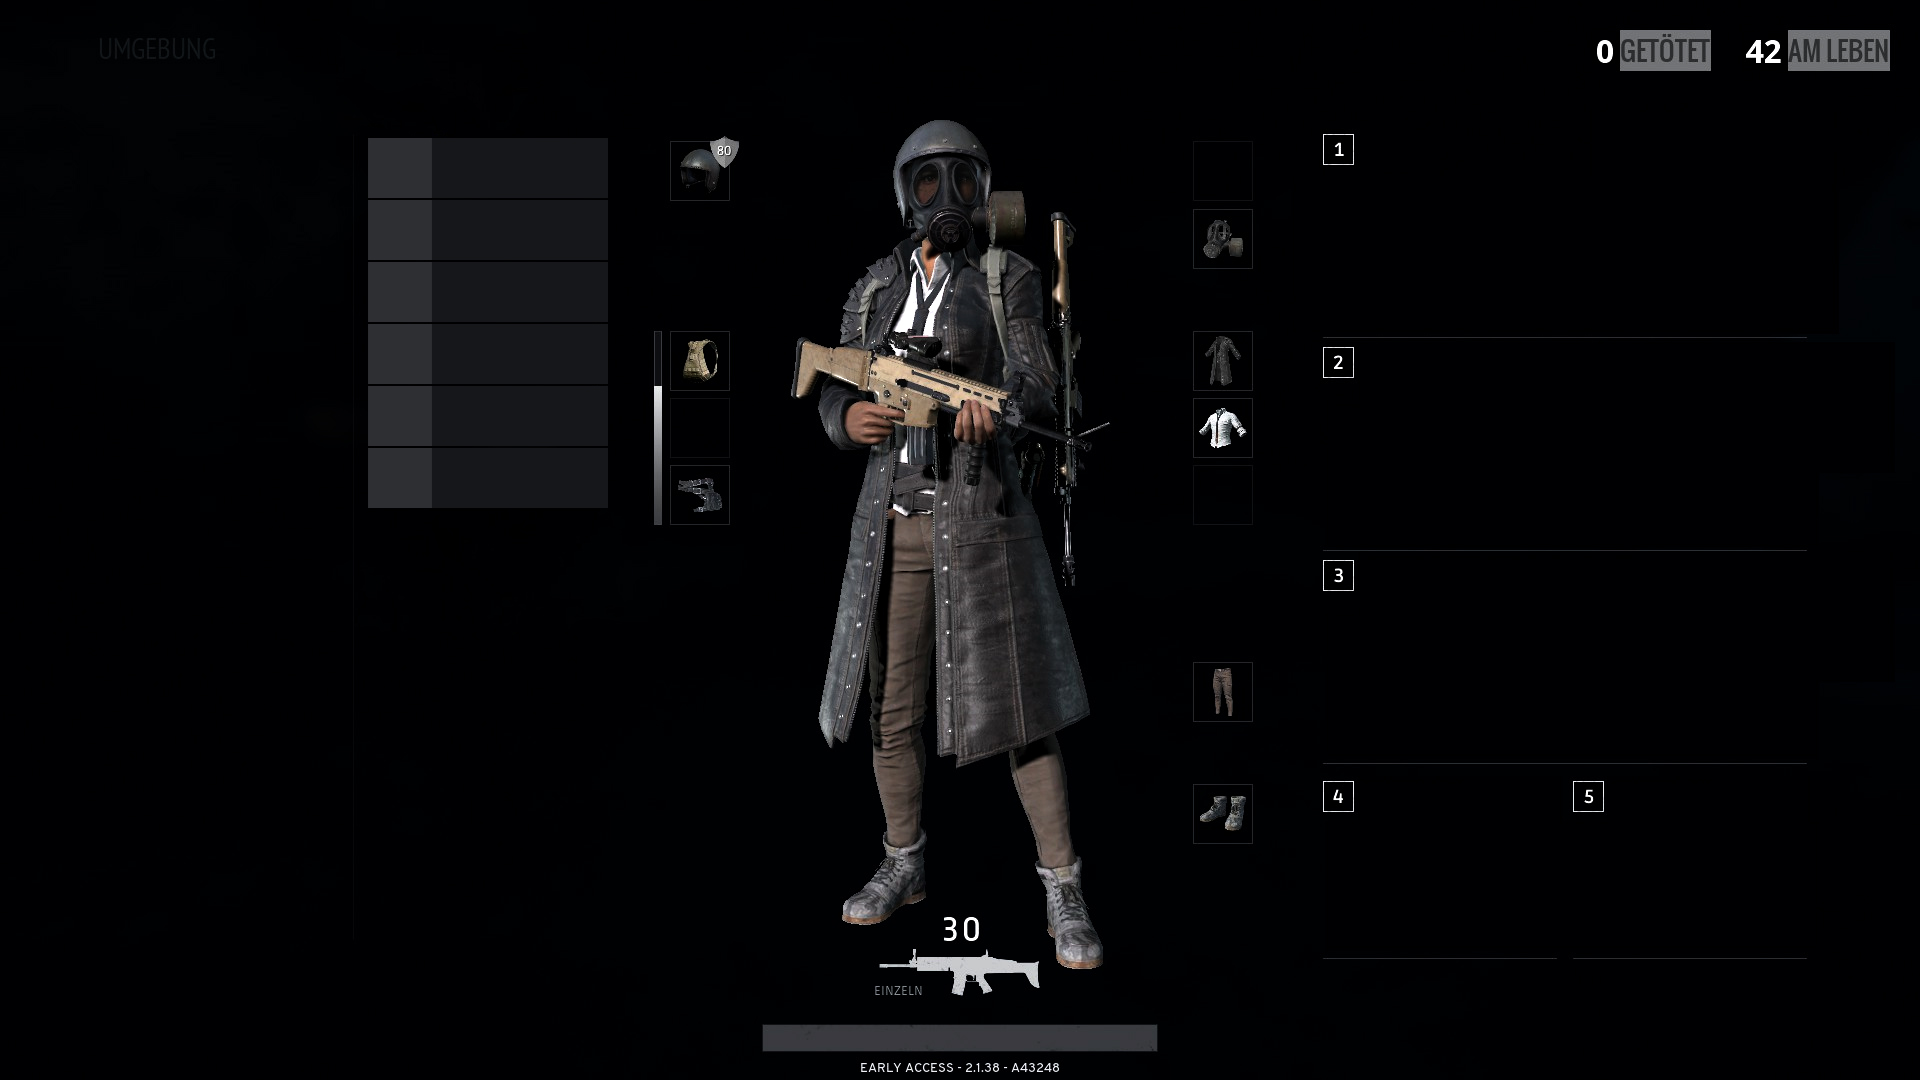 UMGEBUNG
0 GETÖTET 42 AM LEBEN
80
1
2
3
4 5
30
EINZELN
EARLY ACCESS - 2.1.38 - A43248